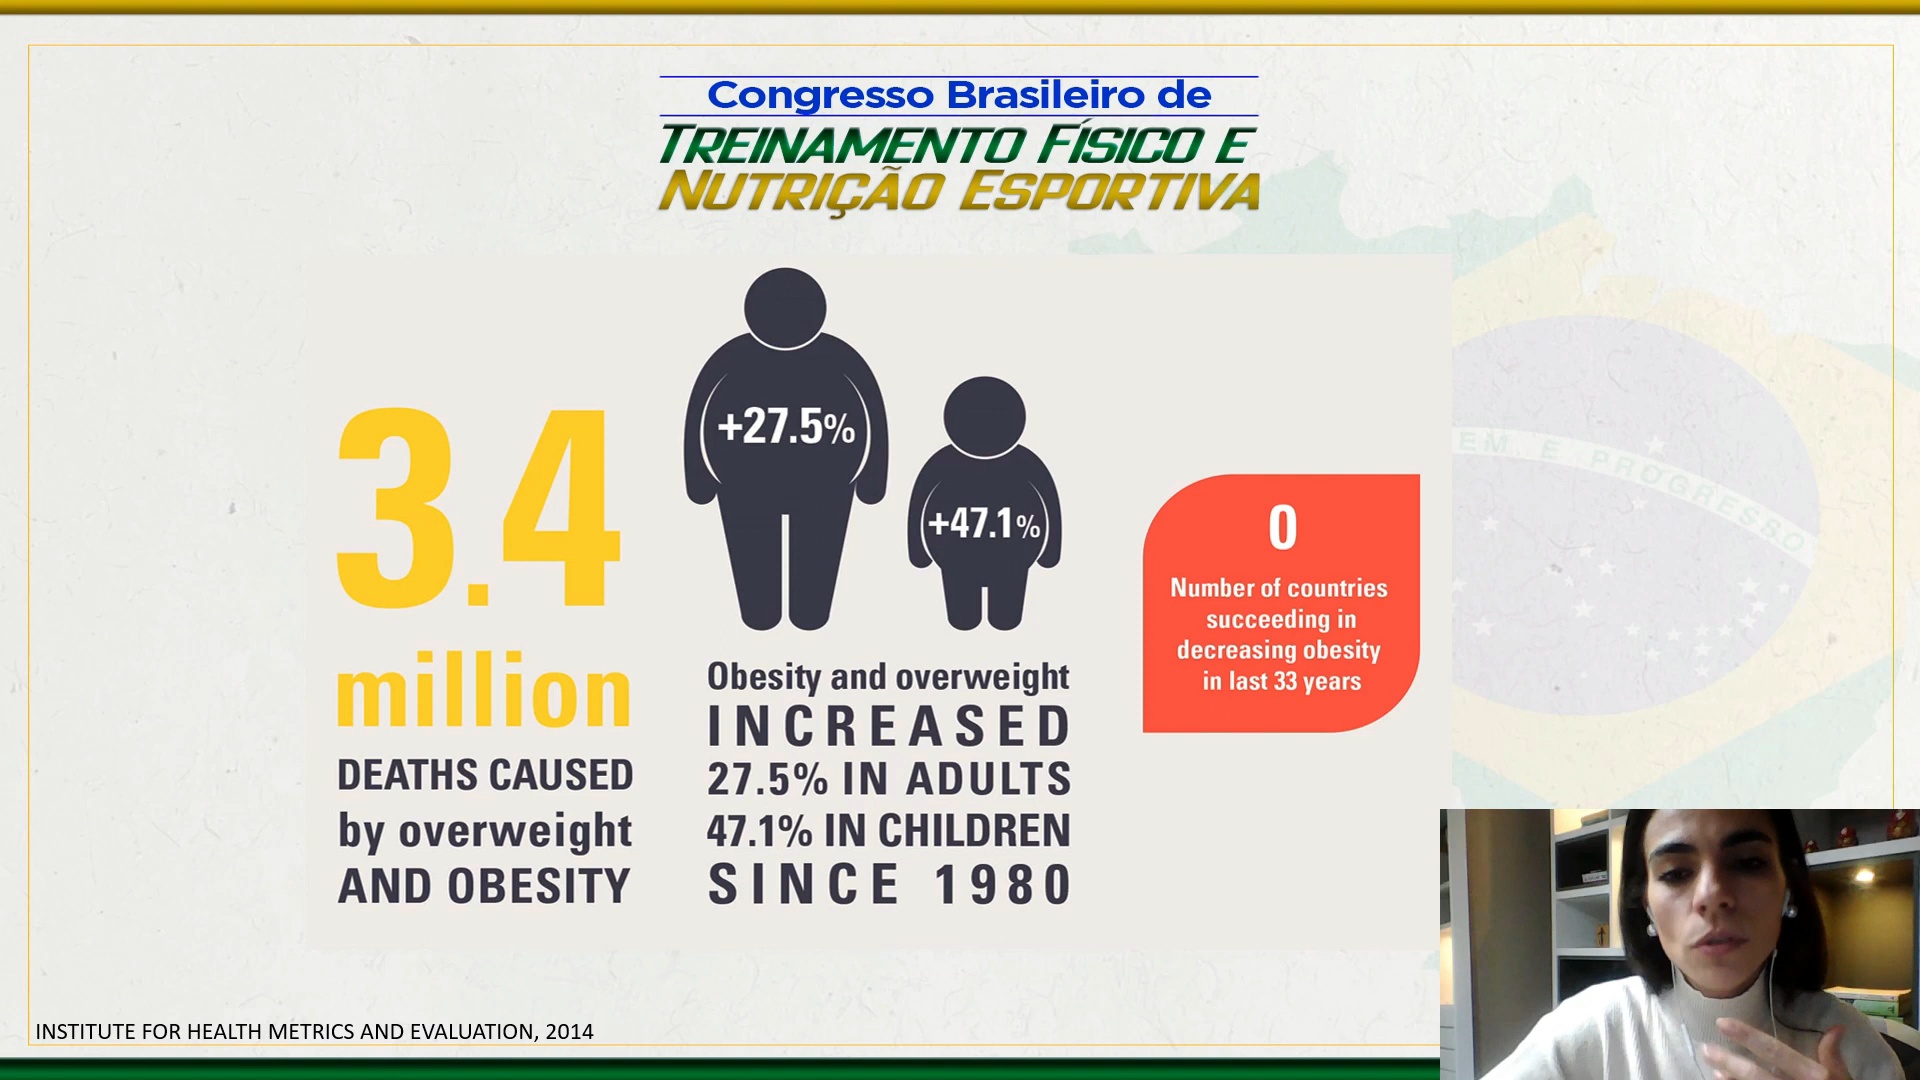 Congresso Brasileiro de
TREINAMENTO FÍSICO E
NUTRIÇÃO ESPORTIVA
3.4
million
DEATHS CAUSED
by overweight
AND OBESITY
+27.5%
+47.1%
Obesity and overweight
INCREASED
27.5% IN ADULTS
47.1% IN CHILDREN
SINCE 1980
0
Number of countries
succeeding in
decreasing obesity
in last 33 years
EM E PROGRESSO
INSTITUTE FOR HEALTH METRICS AND EVALUATION, 2014